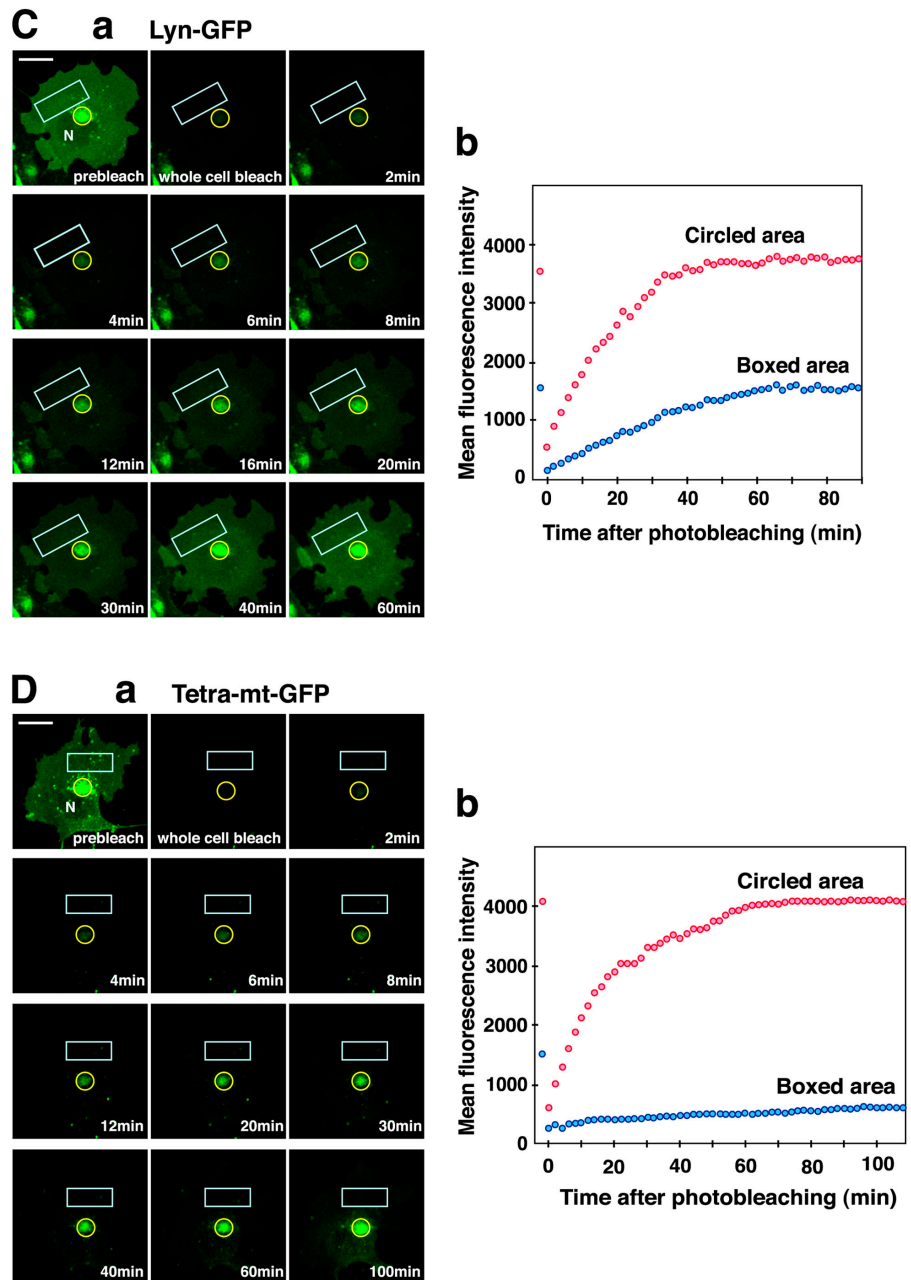 C a Lyn-GFP
N
prebleach
whole cell bleach
2min
4min
6min
8min
12min
16min
20min
30min
40min
60min
b
Mean fluorescence intensity
4000
3000
2000
1000
0
Circled area
Boxed area
0 20 40 60 80
Time after photobleaching (min)
D a Tetra-mt-GFP
N
prebleach
whole cell bleach
2min
4min
6min
8min
12min
20min
30min
40min
60min
100min
b
Mean fluorescence intensity
4000
3000
2000
1000
0
Circled area
Boxed area
0 20 40 60 80 100
Time after photobleaching (min)